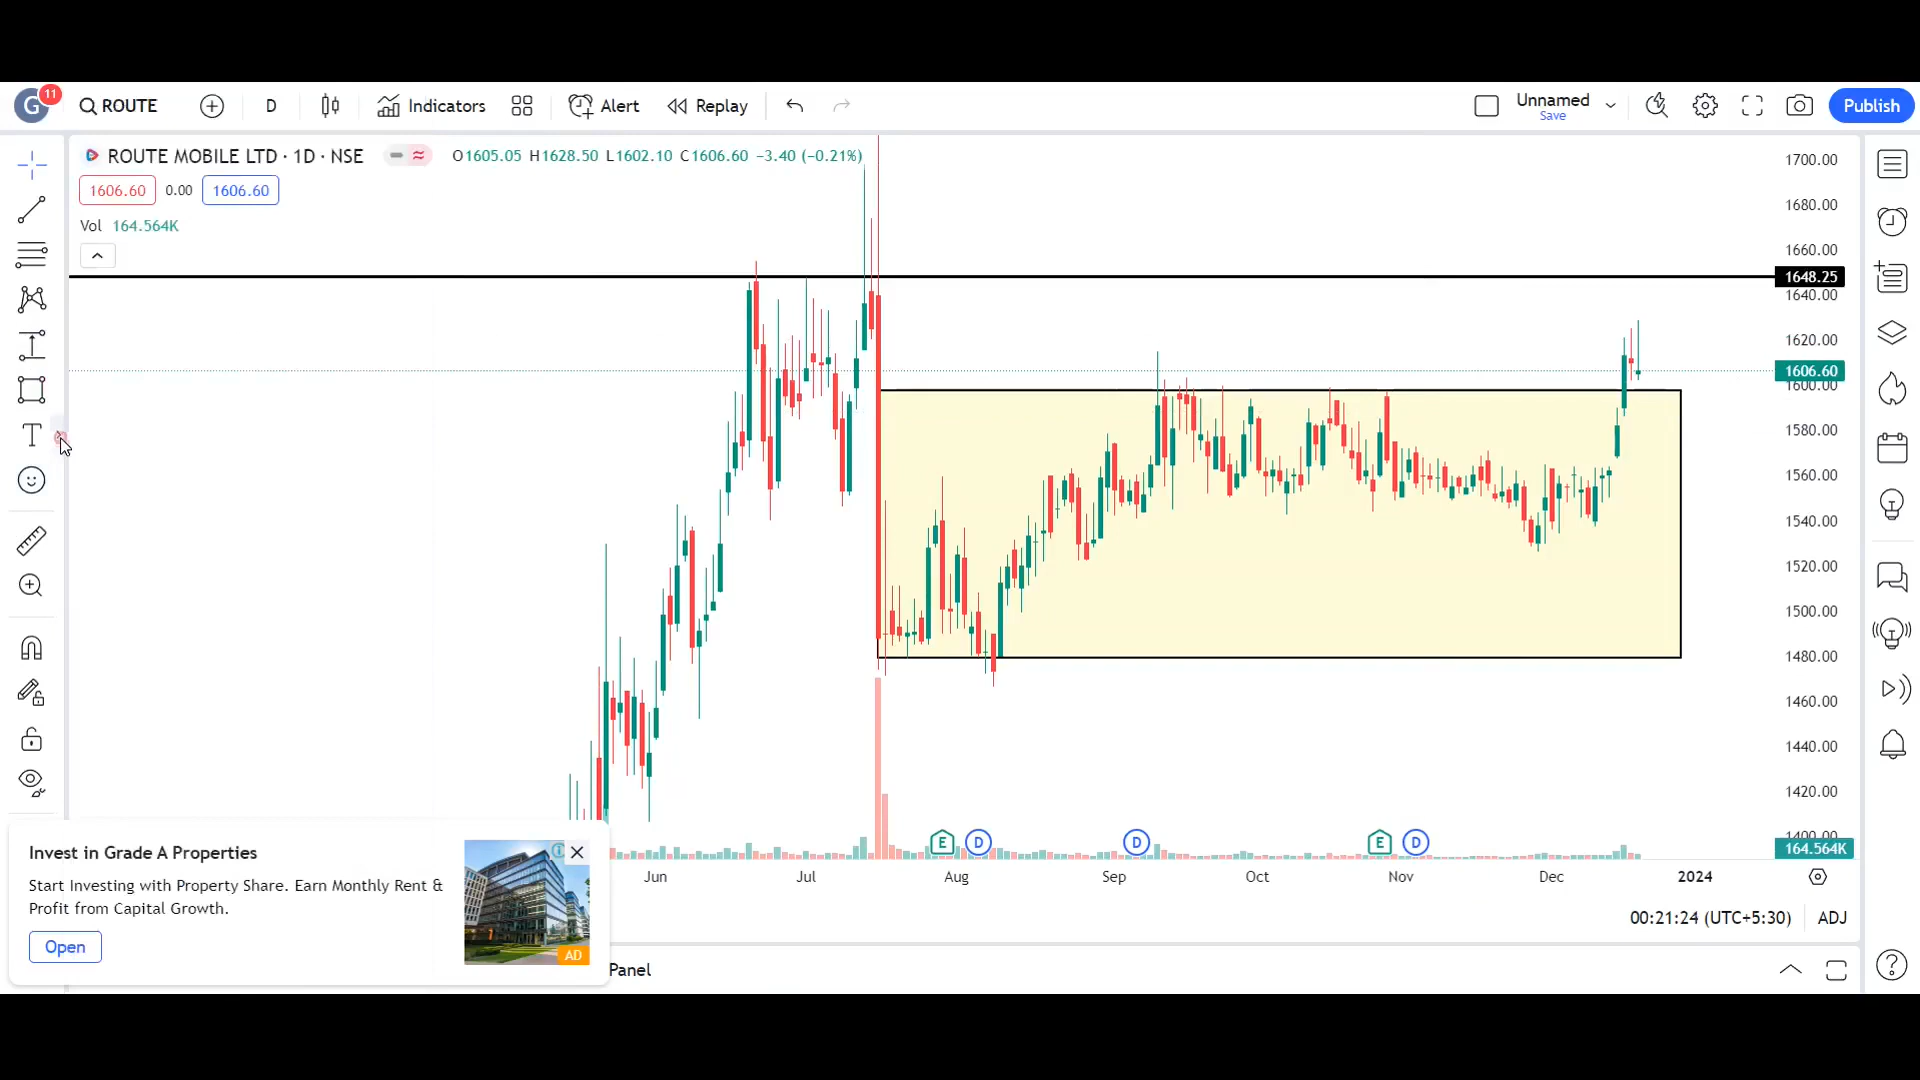 G 11 ROUTE D Indicators Alert Replay Unnamed Save Publish
ROUTE MOBILE LTD · 1D · NSE O1605.05 H1628.50 L1602.10 C1606.60 −3.40 (−0.21%)
1606.60 0.00 1606.60
Vol 164.564K
1700.00
1680.00
1660.00
1648.25
1640.00
1620.00
1606.60
1600.00
1580.00
1560.00
1540.00
1520.00
1500.00
1480.00
1460.00
1440.00
1420.00
1400.00
164.564K
T
E D D E D
Jun Jul Aug Sep Oct Nov Dec 2024
00:21:24 (UTC+5:30) ADJ
Invest in Grade A Properties
Start Investing with Property Share. Earn Monthly Rent &
Profit from Capital Growth.
Open
AD
Panel